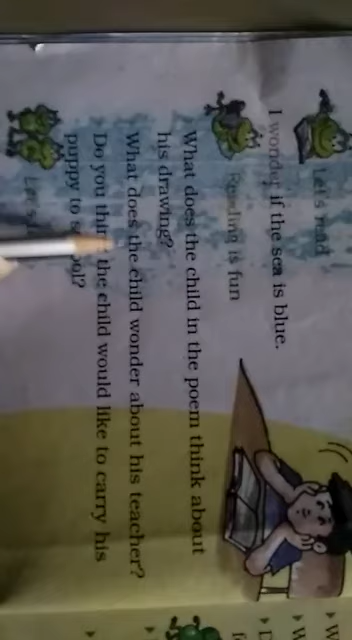 Let's read
I wonder if the sea is blue.
Reading is fun
What does the child in the poem think about
his drawing?
What does the child wonder about his teacher?
Do you think the child would like to carry his
puppy to school?